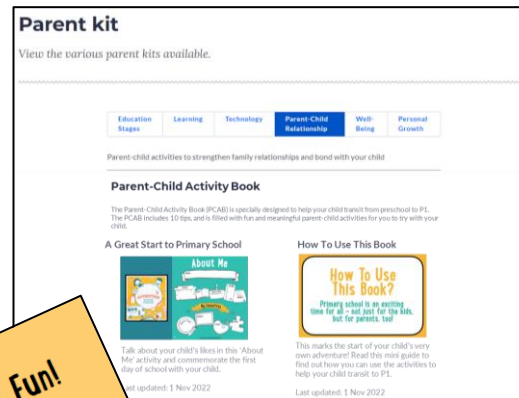 Parent kit
View the various parent kits available.
Education Stages
Learning
Technology
Parent-Child Relationship
Well-Being
Personal Growth
Parent-child activities to strengthen family relationships and bond with your child
Parent-Child Activity Book
The Parent-Child Activity Book (PCAB) is specially designed to help your child transit from preschool to P1.
The PCAB includes 10 tips, and is filled with fun and meaningful parent-child activities for you to try with your
child.
A Great Start to Primary School
About Me
Talk about your child's likes in this 'About
Me' activity and commemorate the first
day of school with your child.
ast updated: 1 Nov 2022
How To Use This Book
How To Use
This Book?
Primary school is an exciting
time for all – not just for the kids,
but for parents, too!
This marks the start of your child's very
own adventure! Read this mini guide to
find out how you can use the activities to
help your child transit to P1.
Last updated: 1 Nov 2022
Fun!